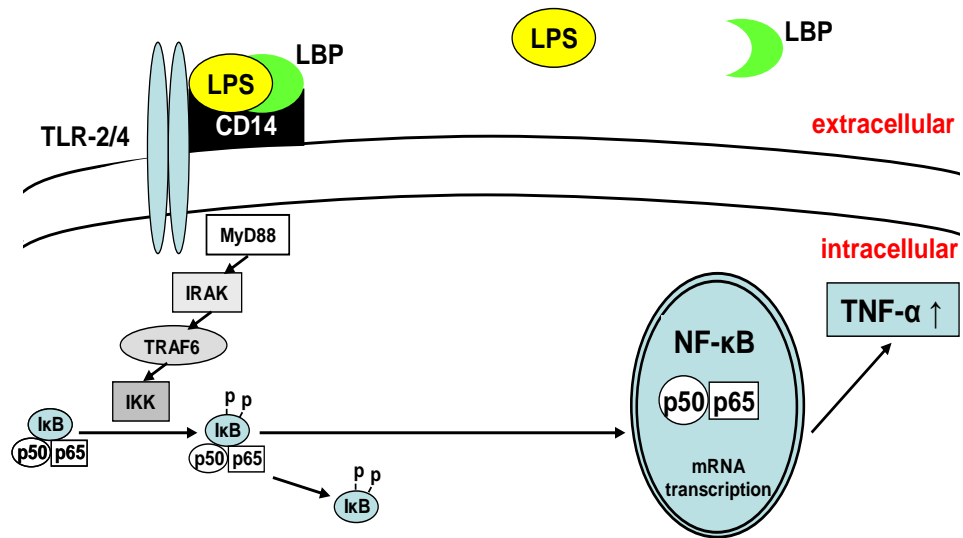 LPS
LBP
LBP
LPS
CD14
TLR-2/4
extracellular
MyD88
intracellular
IRAK
TNF-α ↑
TRAF6
NF-κB
IKK
p50 p65
p p
IκB
IκB
p50 p65
p50 p65
mRNA
transcription
p p
IκB